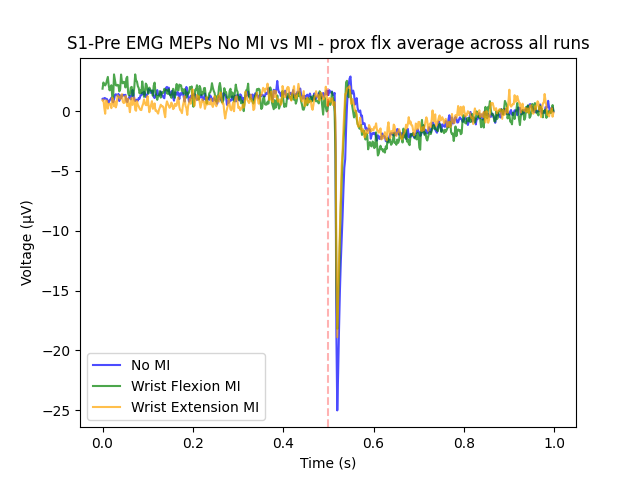 S1-Pre EMG MEPs No MI vs MI - prox flx average across all runs
Voltage (μV)
0
−5
−10
−15
−20
−25
No MI
Wrist Flexion MI
Wrist Extension MI
0.0 0.2 0.4 0.6 0.8 1.0
Time (s)